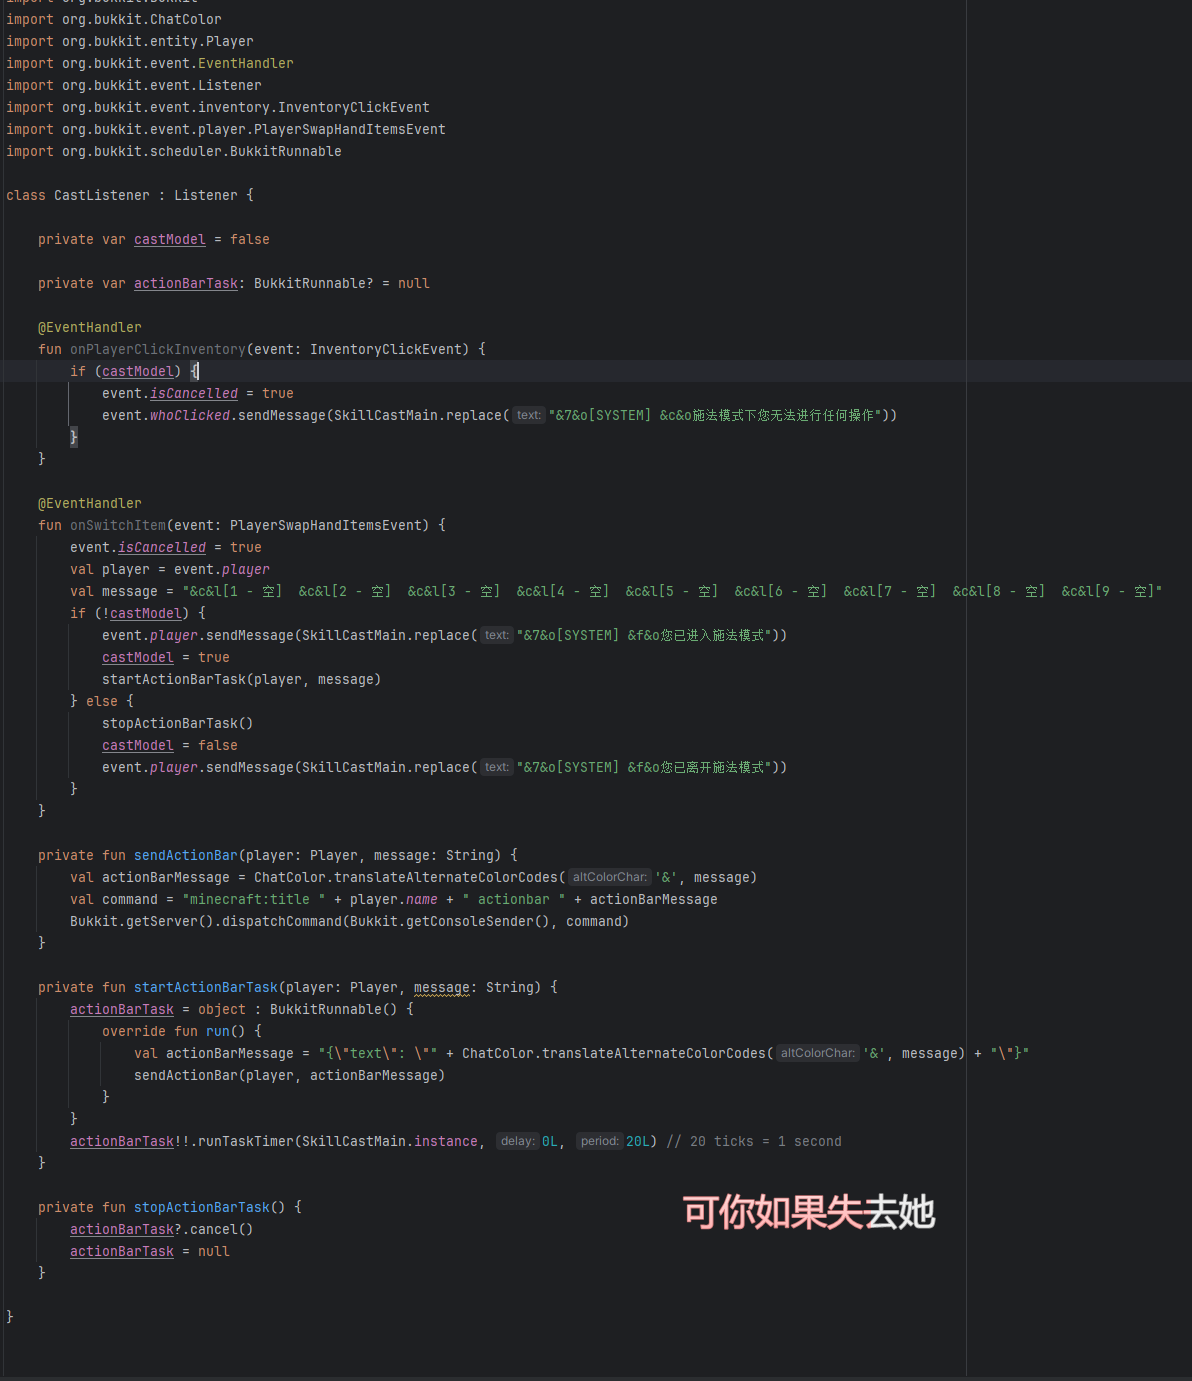 import org.bukkit.Bukkit
import org.bukkit.ChatColor
import org.bukkit.entity.Player
import org.bukkit.event.EventHandler
import org.bukkit.event.Listener
import org.bukkit.event.inventory.InventoryClickEvent
import org.bukkit.event.player.PlayerSwapHandItemsEvent
import org.bukkit.scheduler.BukkitRunnable
class CastListener : Listener {
private var castModel = false
private var actionBarTask: BukkitRunnable? = null
@EventHandler
fun onPlayerClickInventory(event: InventoryClickEvent) {
if (castModel) {
event.isCancelled = true
event.whoClicked.sendMessage(SkillCastMain.replace( text: "&7&o[SYSTEM] &c&o施法模式下您无法进行任何操作"))
}
}
@EventHandler
fun onSwitchItem(event: PlayerSwapHandItemsEvent) {
event.isCancelled = true
val player = event.player
val message = "&c&l[1 - 空]  &c&l[2 - 空]  &c&l[3 - 空]  &c&l[4 - 空]  &c&l[5 - 空]  &c&l[6 - 空]  &c&l[7 - 空]  &c&l[8 - 空]  &c&l[9 - 空]"
if (!castModel) {
event.player.sendMessage(SkillCastMain.replace( text: "&7&o[SYSTEM] &f&o您已进入施法模式"))
castModel = true
startActionBarTask(player, message)
} else {
stopActionBarTask()
castModel = false
event.player.sendMessage(SkillCastMain.replace( text: "&7&o[SYSTEM] &f&o您已离开施法模式"))
}
}
private fun sendActionBar(player: Player, message: String) {
val actionBarMessage = ChatColor.translateAlternateColorCodes( altColorChar: '&', message)
val command = "minecraft:title " + player.name + " actionbar " + actionBarMessage
Bukkit.getServer().dispatchCommand(Bukkit.getConsoleSender(), command)
}
private fun startActionBarTask(player: Player, message: String) {
actionBarTask = object : BukkitRunnable() {
override fun run() {
val actionBarMessage = "{\"text\": \"" + ChatColor.translateAlternateColorCodes( altColorChar: '&', message) + "\"}"
sendActionBar(player, actionBarMessage)
}
}
actionBarTask!!.runTaskTimer(SkillCastMain.instance, delay: 0L, period: 20L) // 20 ticks = 1 second
}
private fun stopActionBarTask() {
可你如果失去她
actionBarTask?.cancel()
actionBarTask = null
}
}